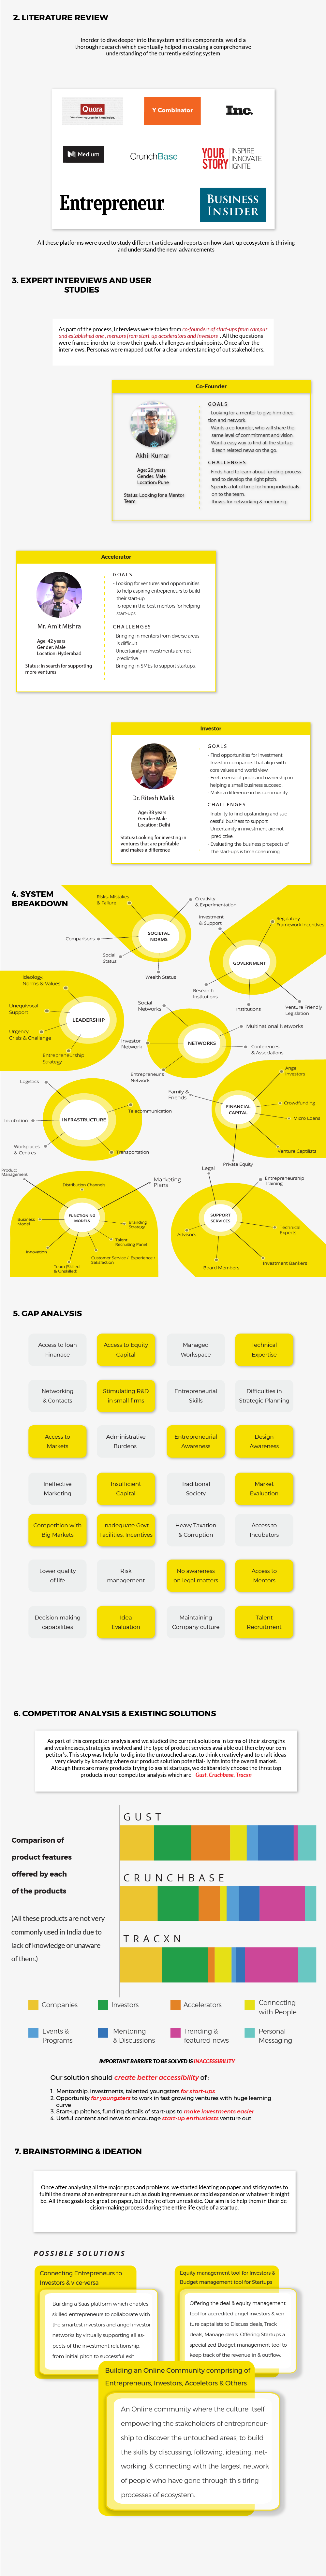 2. LITERATURE REVIEW
Inorder to dive deeper into the system and its components, we did a
thorough research which eventually helped in creating a comprehensive
understanding of the currently existing system
Quora
Y Combinator
Inc.
Medium
CrunchBase
YOUR
STORY
INSPIRE
INNOVATE
IGNITE
Entrepreneur
BUSINESS
INSIDER
All these platforms were used to study different articles and reports on how start-up ecosystem is thriving
and understand the new advancements
3. EXPERT INTERVIEWS AND USER
STUDIES
As part of the process, Interviews were taken from co-founders of start-ups from campus
and established one , mentors from start-up accelerators and Investors . All the questions
were framed inorder to know their goals, challenges and painpoints. Once after the
interviews, Personas were mapped out for a clear understanding of out stakeholders.
Co-Founder
Akhil Kumar
Age: 26 years
Gender: Male
Location: Pune
Status: Looking for a Mentor
Team
GOALS
- Looking for a mentor to give him direc-
tion and network.
- Wants a co-founder, who will share the
same level of commitment and vision.
- Want a easy way to find all the startup
& tech related news on the go.
CHALLENGES
- Finds hard to learn about funding process
and to develop the right pitch.
- Spends a lot of time for hiring individuals
on to the team.
- Thrives for networking & mentoring.
Accelerator
Mr. Amit Mishra
Age: 42 years
Gender: Male
Location: Hyderabad
Status: In search for supporting
more ventures
GOALS
- Looking for ventures and opportunities
to help aspiring entrepreneurs to build
their start-up
- To rope in the best mentors for helping
start-ups.
CHALLENGES
- Bringing in mentors from diverse areas
is difficult.
- Uncertainity in investments are not
predictive.
- Bringing in SMEs to support startups.
Investor
Dr. Ritesh Malik
Age: 38 years
Gender: Male
Location: Delhi
Status: Looking for investing in
ventures that are profitable
and makes a difference
GOALS
- Find opportunities for investment.
- Invest in companies that align with
core values and world view.
- Feel a sense of pride and ownership in
helping a small business succeed.
- Make a difference in his community
CHALLENGES
- Inability to find upstanding and suc
cessful business to support.
- Uncertainity in investment are not
predictive.
- Evaluating the business prospects of
the start-ups is time consuming
4. SYSTEM
BREAKDOWN
Risks, Mistakes
& Failure
Creativity
& Experimentation
Comparisons
SOCIETAL
NORMS
Social
Status
Wealth Status
Investment
& Support
Regulatory
Framework Incentives
GOVERNMENT
Research
Institutions
Institutions
Venture Friendly
Legislation
Ideology,
Norms & Values
Unequivocal
Support
LEADERSHIP
Urgency,
Crisis & Challenge
Entrepreneurship
Strategy
Social
Networks
Multinational Networks
Investor
Network
NETWORKS
Conferences
& Associations
Entrepreneur's
Network
Logistics
Incubation
INFRASTRUCTURE
Telecommunication
Workplaces
& Centres
Transportation
Angel
Investors
Family &
Friends
FINANCIAL
CAPITAL
Crowdfunding
Micro Loans
Venture Capitlists
Private Equity
Product
Management
Distribution Channels
Marketing
Plans
Business
Model
FUNCTIONING
MODELS
Branding
Strategy
Talent
Recruiting Panel
Innovation
Customer Service / Experience /
Satisfaction
Team (Skilled
& Unskilled)
Legal
Entrepreneurship
Training
SUPPORT
SERVICES
Advisors
Technical
Experts
Board Members
Investment Bankers
5. GAP ANALYSIS
Access to loan
Finanace
Access to Equity
Capital
Managed
Workspace
Technical
Expertise
Networking
& Contacts
Stimulating R&D
in small firms
Entrepreneurial
Skills
Difficulties in
Strategic Planning
Access to
Markets
Administrative
Burdens
Entrepreneurial
Awareness
Design
Awareness
Ineffective
Marketing
Insufficient
Capital
Traditional
Society
Market
Evaluation
Competition with
Big Markets
Inadequate Govt
Facilities, Incentives
Heavy Taxation
& Corruption
Access to
Incubators
Lower quality
of life
Risk
management
No awareness
on legal matters
Access to
Mentors
Decision making
capabilities
Idea
Evaluation
Maintaining
Company culture
Talent
Recruitment
6. COMPETITOR ANALYSIS & EXISTING SOLUTIONS
As part of this competitor analysis and we studied the current solutions in terms of their strengths
and weaknesses, strategies involved and the type of product services available out there by our com-
petitor's. This step was helpful to dig into the untouched areas, to think creatively and to craft ideas
very clearly by knowing where our product solution potential- ly fits into the overall market.
Although there are many products trying to assist startups, we deliberately chose the three top
products in our competitor analysis which are - Gust, Cruchbase, Tracxn
GUST
CRUNCHBASE
TRACXN
Comparison of
product features
offered by each
of the products
(All these products are not very
commonly used in India due to
lack of knowledge or unaware
of them.)
Companies
Investors
Accelerators
Connecting
with People
Events &
Programs
Mentoring
& Discussions
Trending &
featured news
Personal
Messaging
IMPORTANT BARRIER TO BE SOLVED IS INACCESSIBILITY
Our solution should create better accessibility of :
1. Mentorship, investments, talented youngsters for start-ups
2. Opportunity for youngsters to work in fast growing ventures with huge learning
curve
3. Start-up pitches, funding details of start-ups to make investments easier
4. Useful content and news to encourage start-up enthusiasts venture out
7. BRAINSTORMING & IDEATION
Once after analysing all the major gaps and problems, we started ideating on paper and sticky notes to
fulfill the dreams of an entrepreneur such as doubling revenues or rapid expansion or whatever it might
be. All these goals look great on paper, but they're often unrealistic. Our aim is to help them in their de-
cision-making process during the entire life cycle of a startup.
POSSIBLE SOLUTIONS
Connecting Entrepreneurs to
Investors & vice-versa
Building a Saas platform which enables
skilled entrepreneurs to collaborate with
the smartest investors and angel investor
networks by virtually supporting all as-
pects of the investment relationship,
from initial pitch to successful exit.
Equity management tool for Investors &
Budget management tool for Startups
Offering the deal & equity management
tool for accredited angel investors & ven-
ture captalists to Discuss deals, Track
deals, Manage deals. Offering Startups a
specialized Budget management tool to
keep track of the revenue in & outflow.
Building an Online Community comprising of
Entrepreneurs, Investors, Acceletors & Others
An Online community where the culture itself
empowering the stakeholders of entrepreneur-
ship to discover the untouched areas, to build
the skills by discussing, following, ideating, net-
working, & connecting with the largest network
of people who have gone through this tiring
processes of ecosystem.